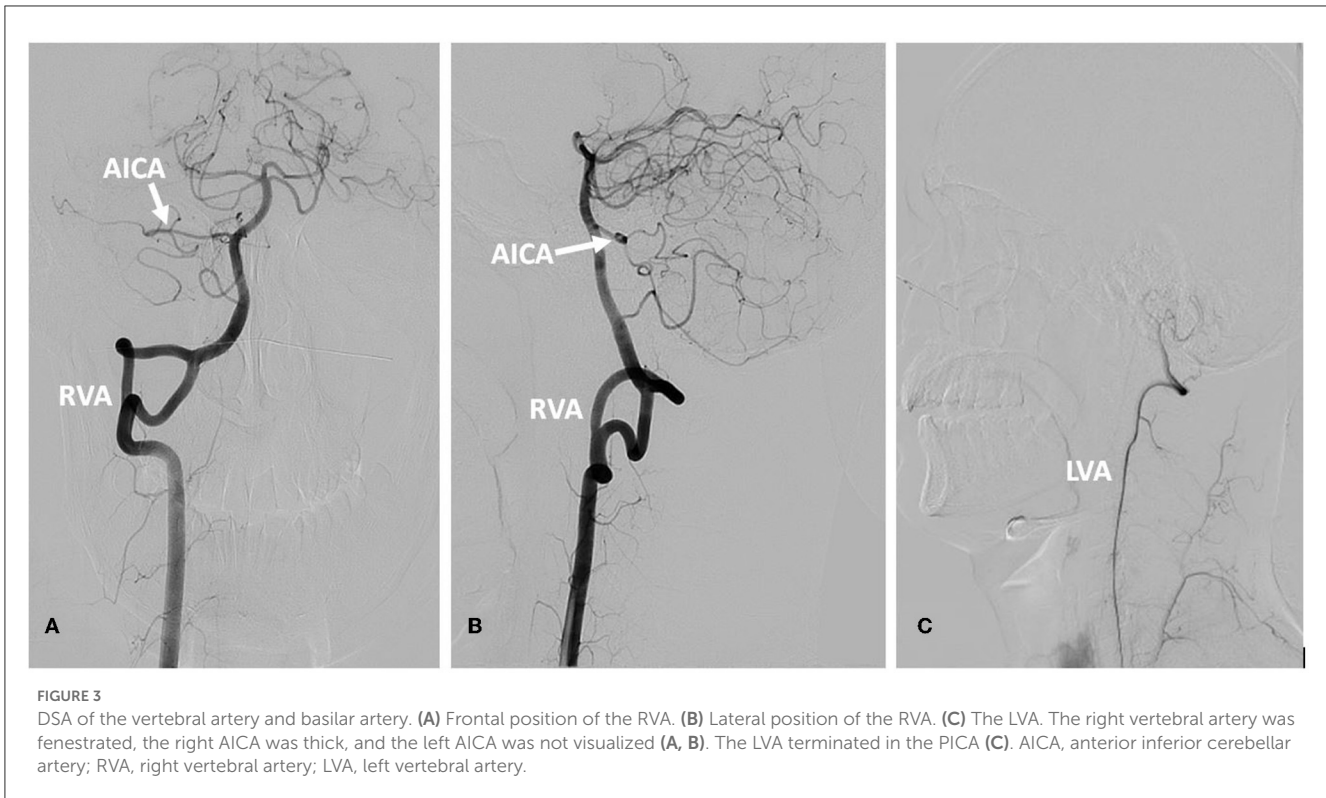 AICA
RVA
A
AICA
RVA
B
LVA
C
FIGURE 3
DSA of the vertebral artery and basilar artery. (A) Frontal position of the RVA. (B) Lateral position of the RVA. (C) The LVA. The right vertebral artery was
fenestrated, the right AICA was thick, and the left AICA was not visualized (A, B). The LVA terminated in the PICA (C). AICA, anterior inferior cerebellar
artery; RVA, right vertebral artery; LVA, left vertebral artery.